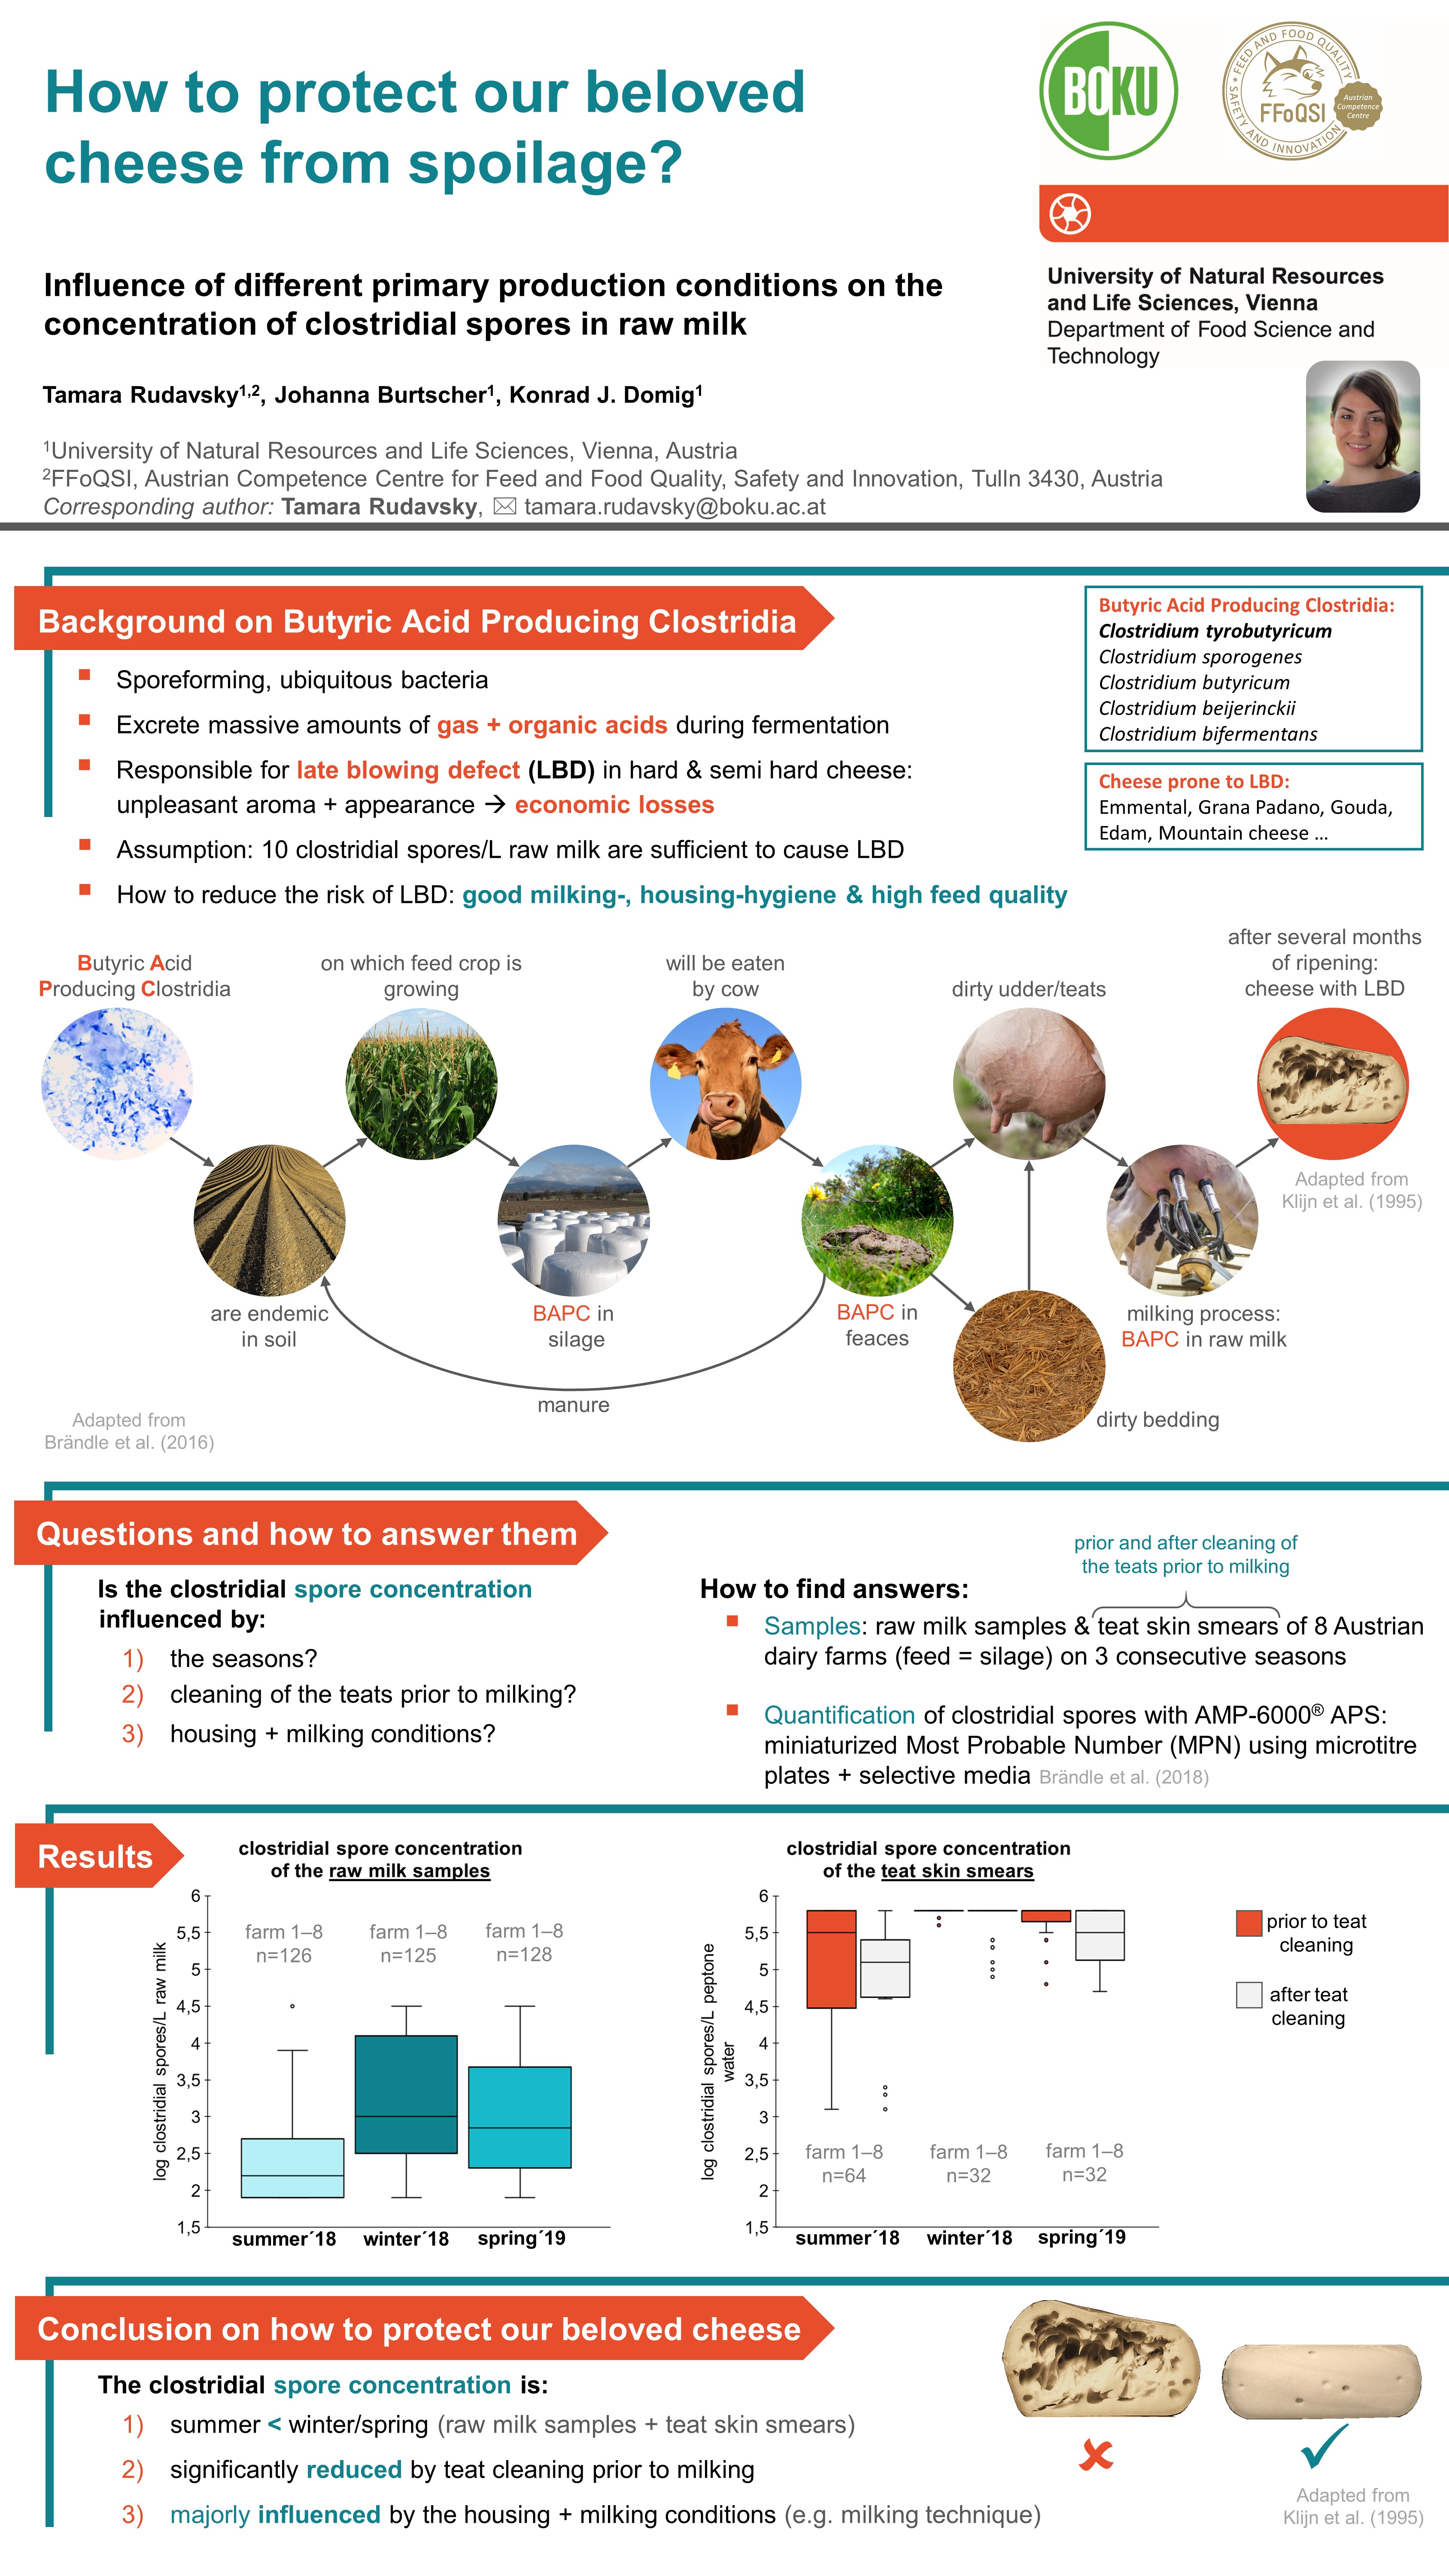 How to protect our beloved
cheese from spoilage?
BOKU
FEED AND FOOD QUALITY
SAFETY AND INNOVATION
FFoQSI
Austrian
Competence
Centre
Influence of different primary production conditions on the
concentration of clostridial spores in raw milk
University of Natural Resources
and Life Sciences, Vienna
Department of Food Science and
Technology
Tamara Rudavsky1,2, Johanna Burtscher1, Konrad J. Domig1
1University of Natural Resources and Life Sciences, Vienna, Austria
2FFoQSI, Austrian Competence Centre for Feed and Food Quality, Safety and Innovation, Tulln 3430, Austria
Corresponding author: Tamara Rudavsky, ✉ tamara.rudavsky@boku.ac.at
Background on Butyric Acid Producing Clostridia
Sporeforming, ubiquitous bacteria
Excrete massive amounts of gas + organic acids during fermentation
Responsible for late blowing defect (LBD) in hard & semi hard cheese:
unpleasant aroma + appearance → economic losses
Assumption: 10 clostridial spores/L raw milk are sufficient to cause LBD
How to reduce the risk of LBD: good milking-, housing-hygiene & high feed quality
Butyric Acid Producing Clostridia:
Clostridium tyrobutyricum
Clostridium sporogenes
Clostridium butyricum
Clostridium beijerinckii
Clostridium bifermentans
Cheese prone to LBD:
Emmental, Grana Padano, Gouda,
Edam, Mountain cheese ...
Butyric Acid
Producing Clostridia
on which feed crop is
growing
will be eaten
by cow
dirty udder/teats
after several months
of ripening:
cheese with LBD
Adapted from
Klijn et al. (1995)
are endemic
in soil
BAPC in
silage
BAPC in
feaces
milking process:
BAPC in raw milk
manure
dirty bedding
Adapted from
Brändle et al. (2016)
Questions and how to answer them
Is the clostridial spore concentration
influenced by:
1) the seasons?
2) cleaning of the teats prior to milking?
3) housing + milking conditions?
prior and after cleaning of
the teats prior to milking
How to find answers:
Samples: raw milk samples & teat skin smears of 8 Austrian
dairy farms (feed = silage) on 3 consecutive seasons
Quantification of clostridial spores with AMP-6000® APS:
miniaturized Most Probable Number (MPN) using microtitre
plates + selective media Brändle et al. (2018)
Results
clostridial spore concentration
of the raw milk samples
log clostridial spores/L raw milk
6
5,5
5
4,5
4
3,5
3
2,5
2
1,5
farm 1–8
n=126
farm 1–8
n=125
farm 1–8
n=128
summer´18
winter´18
spring´19
clostridial spore concentration
of the teat skin smears
log clostridial spores/L peptone
water
6
5,5
5
4,5
4
3,5
3
2,5
2
1,5
farm 1–8
n=64
farm 1–8
n=32
farm 1–8
n=32
summer´18
winter´18
spring´19
prior to teat
cleaning
after teat
cleaning
Conclusion on how to protect our beloved cheese
The clostridial spore concentration is:
1) summer < winter/spring (raw milk samples + teat skin smears)
2) significantly reduced by teat cleaning prior to milking
3) majorly influenced by the housing + milking conditions (e.g. milking technique)
Adapted from
Klijn et al. (1995)